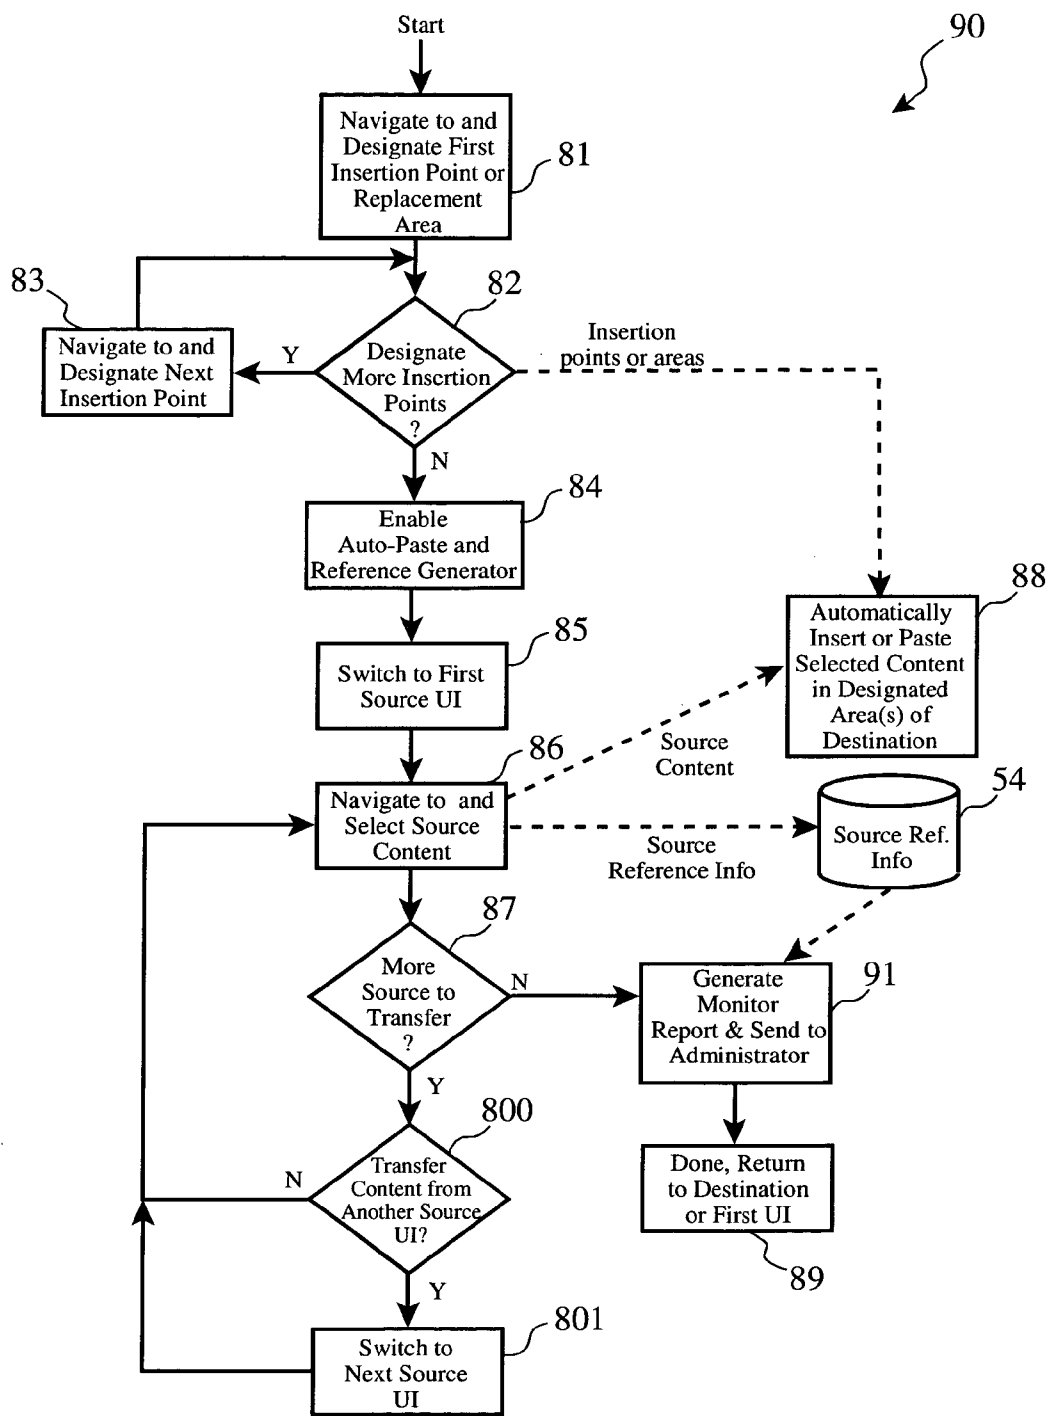 Start
90
Navigate to and
Designate First
Insertion Point or
Replacement
Area
81
83
82
Navigate to and
Designate Next
Insertion Point
Y
Designate
More Insertion
Points
?
Insertion
points or areas
N
84
Enable
Auto-Paste and
Reference Generator
88
Automatically
Insert or Paste
Selected Content
in Designated
Area(s) of
Destination
85
Switch to First
Source UI
86
Source
Content
Navigate to and
Select Source
Content
Source
Reference Info
54
Source Ref.
Info
87
More
Source to
Transfer
?
N
Generate
Monitor
Report & Send to
Administrator
91
Y
800
N
Transfer
Content from
Another Source
UI?
Done, Return
to Destination
or First UI
89
Y
801
Switch to
Next Source
UI